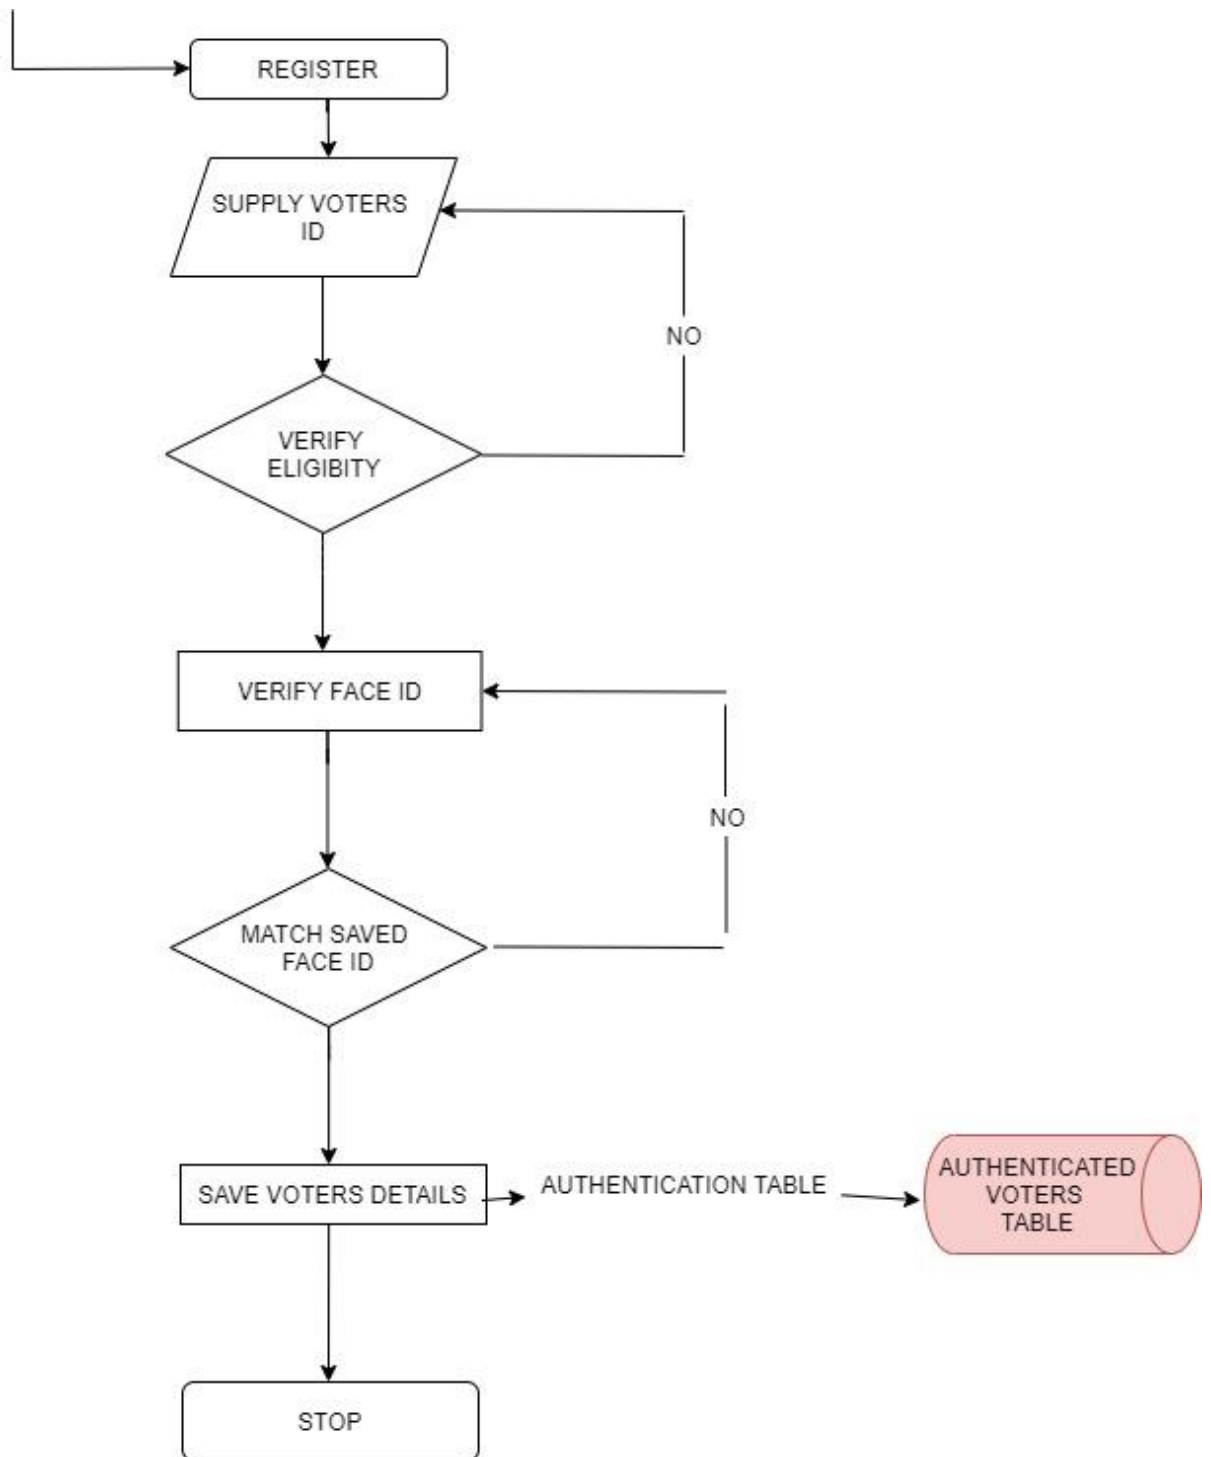 REGISTER
SUPPLY VOTERS
ID
NO
VERIFY
ELIGIBITY
VERIFY FACE ID
NO
MATCH SAVED
FACE ID
SAVE VOTERS DETAILS
AUTHENTICATION TABLE
AUTHENTICATED
VOTERS
TABLE
STOP